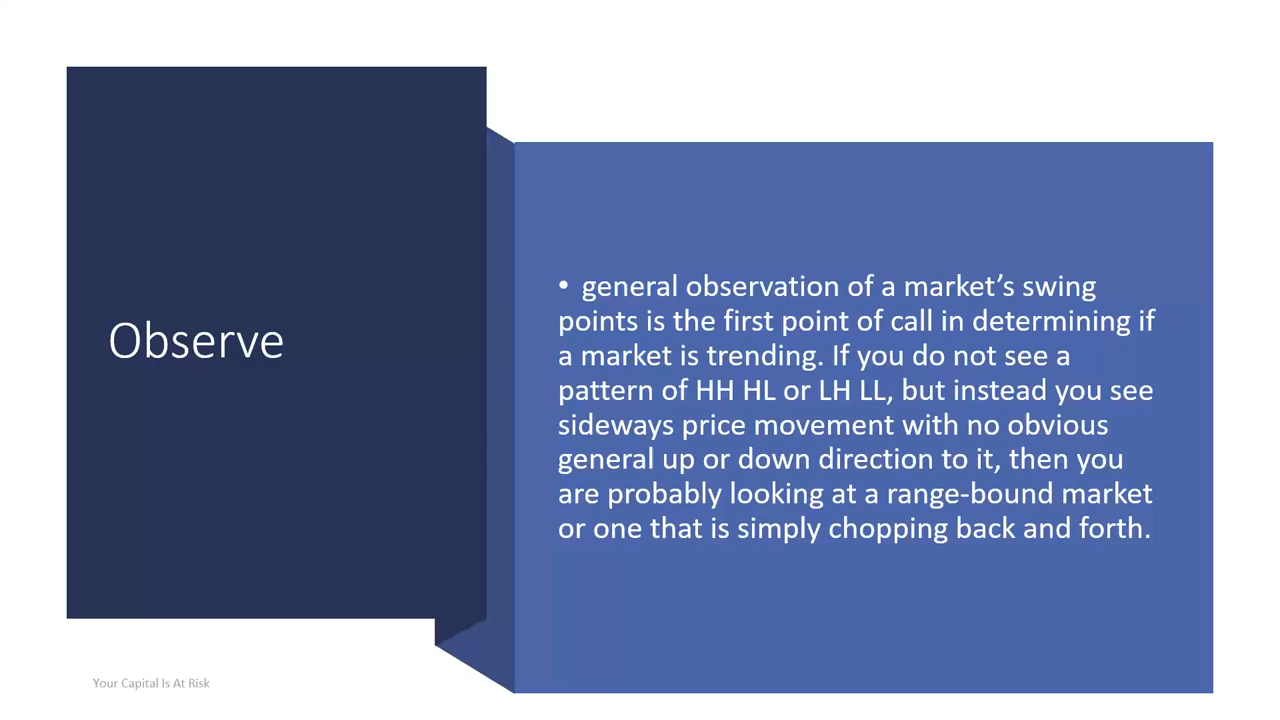 Observe
• general observation of a market’s swing
points is the first point of call in determining if
a market is trending. If you do not see a
pattern of HH HL or LH LL, but instead you see
sideways price movement with no obvious
general up or down direction to it, then you
are probably looking at a range-bound market
or one that is simply chopping back and forth.
Your Capital Is At Risk